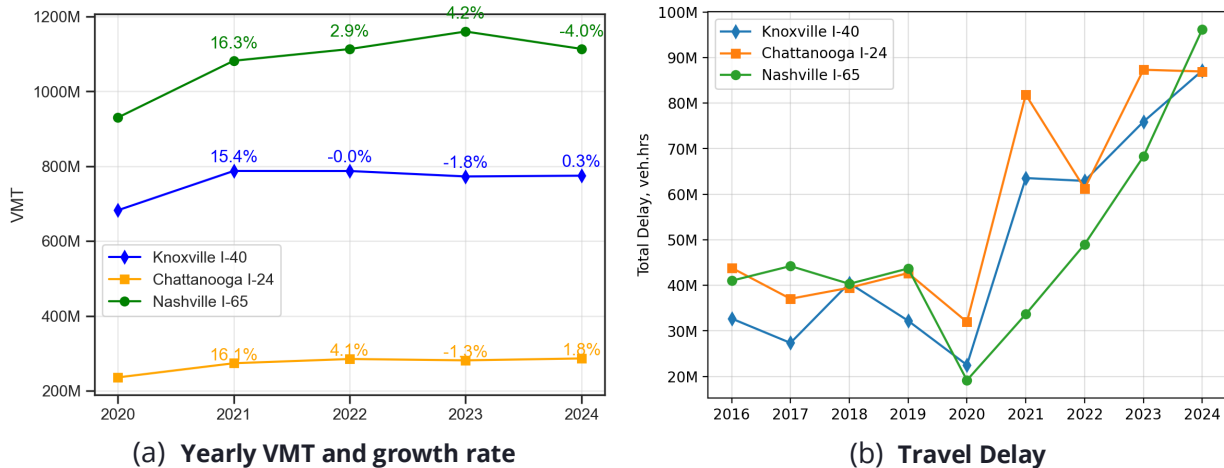 1200M
1000M
800M
600M
400M
200M
VMT
16.3%
2.9%
4.2%
-4.0%
15.4%
-0.0%
-1.8%
0.3%
16.1%
4.1%
-1.3%
1.8%
Knoxville I-40
Chattanooga I-24
Nashville I-65
2020 2021 2022 2023 2024
(a) Yearly VMT and growth rate
100M
90M
80M
70M
60M
50M
40M
30M
20M
Total Delay, veh.hrs
Knoxville I-40
Chattanooga I-24
Nashville I-65
2016 2017 2018 2019 2020 2021 2022 2023 2024
(b) Travel Delay